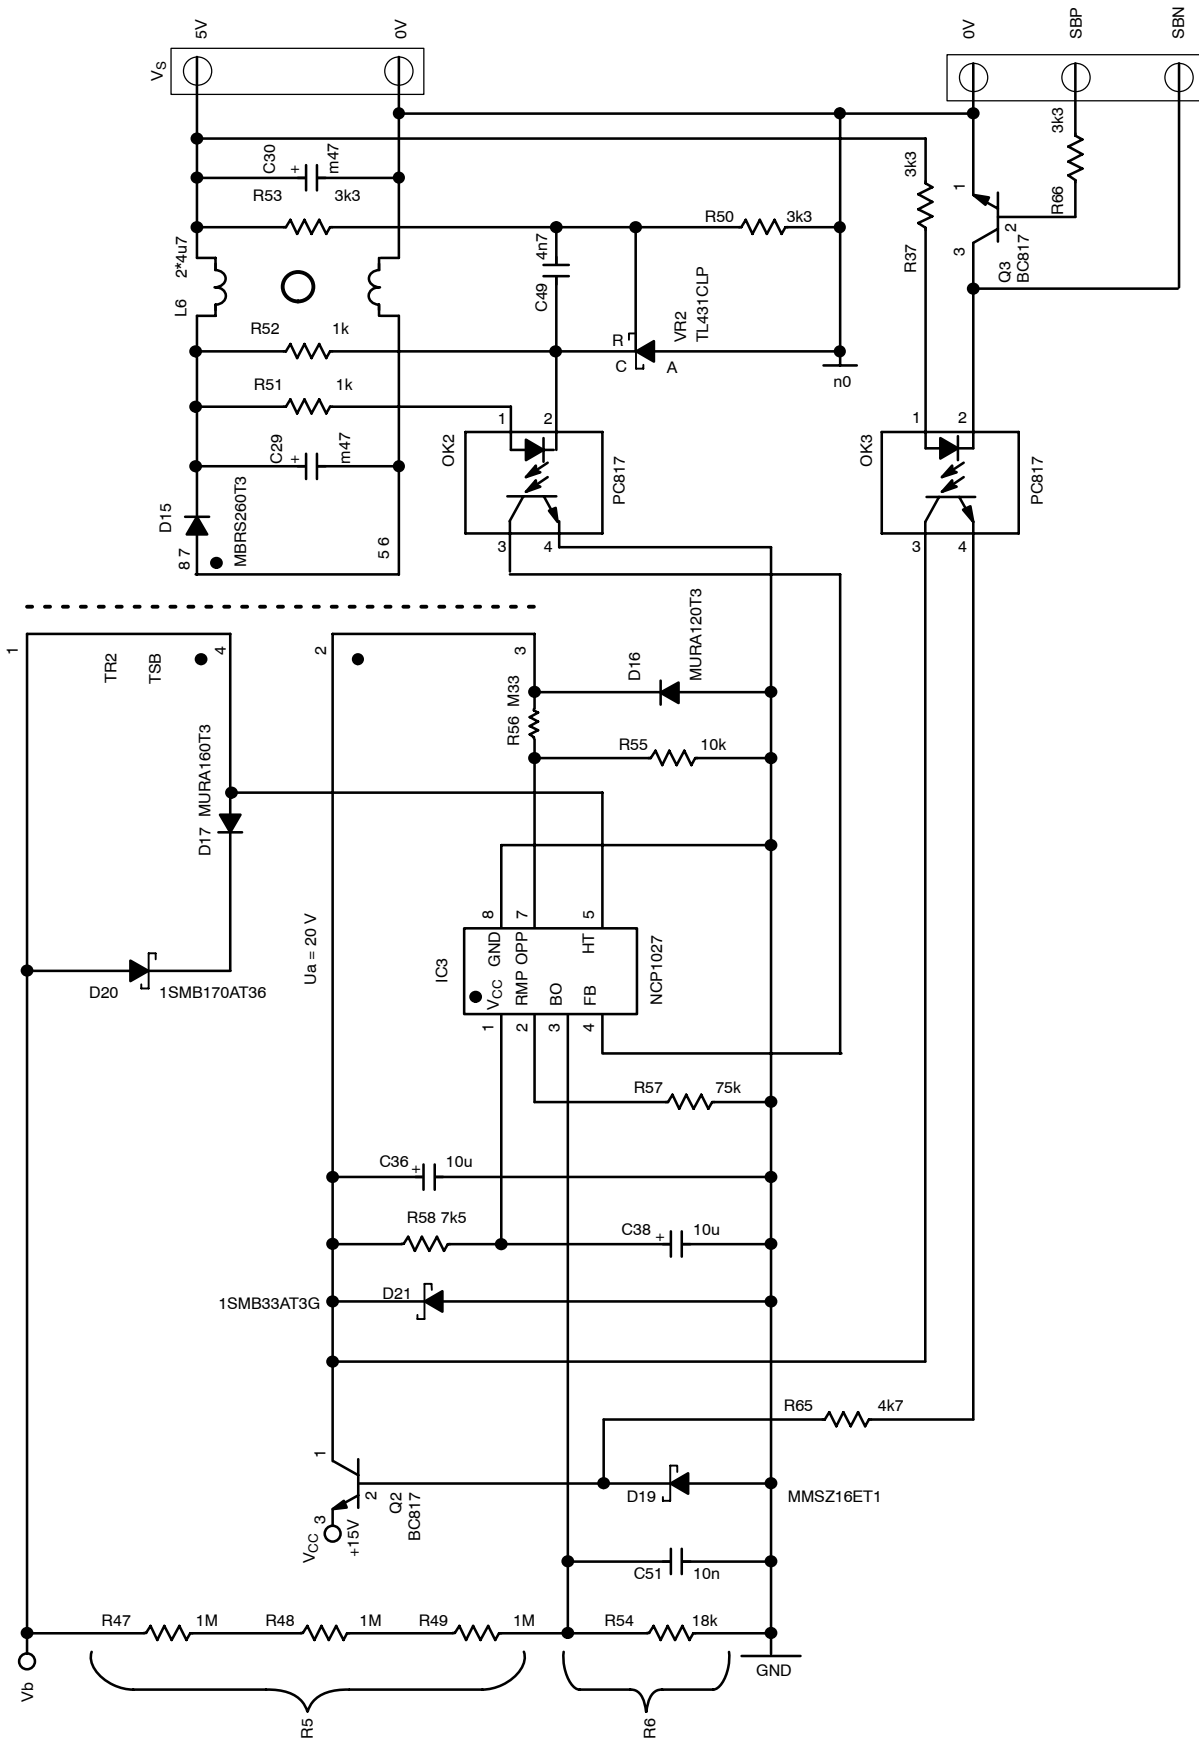 5V
0V
VS
0V
SBP
SBN
C30
+
m47
R53
3k3
3k3
3k3
R66
1
2
3
Q3
BC817
R37
R50
3k3
4n7
C49
L6
2*4u7
R52
1k
VR2
TL431CLP
R
C
A
n0
R51
1k
C29
+
m47
1
2
OK2
PC817
3
4
1
2
OK3
PC817
3
4
D15
MBRS260T3
8 7
5 6
1
TR2
TSB
4
2
3
D16
MURA120T3
R56
M33
R55
10k
D17
MURA160T3
D20
1SMB170AT36
Ua = 20 V
IC3
NCP1027
8
7
5
GND
OPP
HT
VCC
RMP
BO
FB
1
2
3
4
R57
75k
C36
+
10u
R58 7k5
C38
+
10u
1SMB33AT3G
D21
R65
4k7
1
2
3
Q2
BC817
VCC
+15V
D19
MMSZ16ET1
C51
10n
R47
1M
R48
1M
R49
1M
R54
18k
GND
Vb
R5
R6